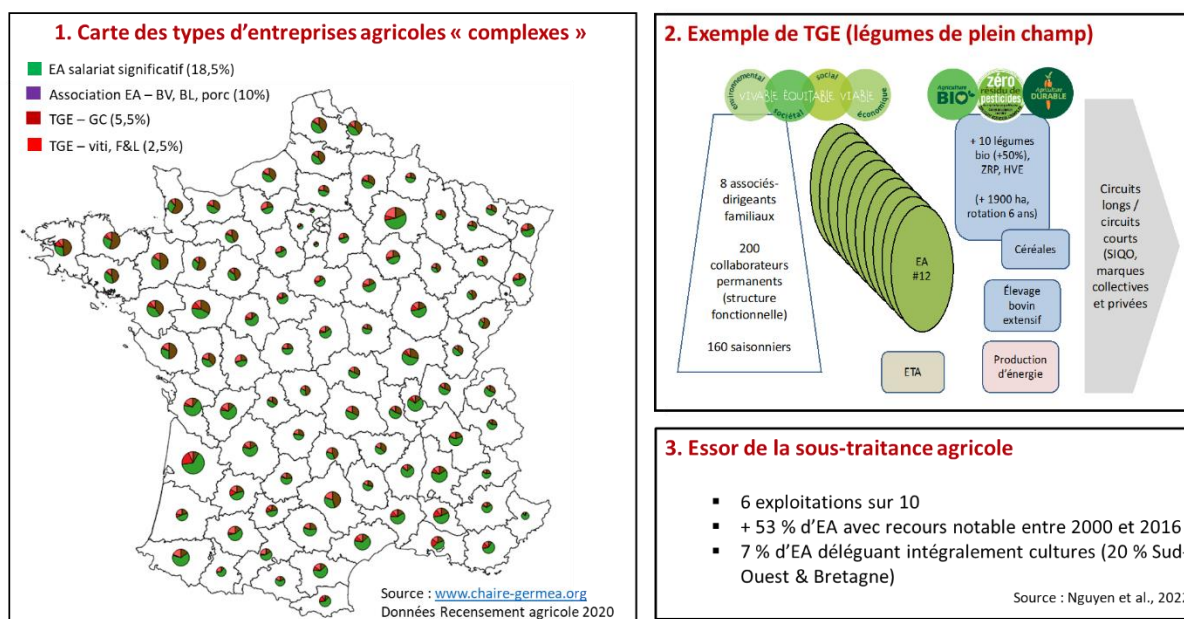 1. Carte des types d'entreprises agricoles « complexes »
EA salariat significatif (18,5%)
Association EA – BV, BL, porc (10%)
TGE – GC (5,5%)
TGE – viti, F&L (2,5%)
Source : www.chaire-germea.org
Données Recensement agricole 2020
2. Exemple de TGE (légumes de plein champ)
environnemental
social
VIVABLE ÉQUITABLE VIABLE
sociétal
économique
Agriculture
BIO
zéro
résidu de
pesticides
Agriculture
DURABLE
8 associés-
dirigeants
familiaux
200
collaborateurs
permanents
(structure
fonctionnelle)
160 saisonniers
EA
#12
+ 10 légumes
bio (+50%),
ZRP, HVE
(+ 1900 ha,
rotation 6 ans)
Céréales
Élevage
bovin
extensif
ETA
Production
d'énergie
Circuits
longs /
circuits
courts
(SIQO,
marques
collectives
et privées
3. Essor de la sous-traitance agricole
▪ 6 exploitations sur 10
▪ + 53 % d'EA avec recours notable entre 2000 et 2016
▪ 7 % d'EA déléguant intégralement cultures (20 % Sud-
Ouest & Bretagne)
Source : Nguyen et al.,